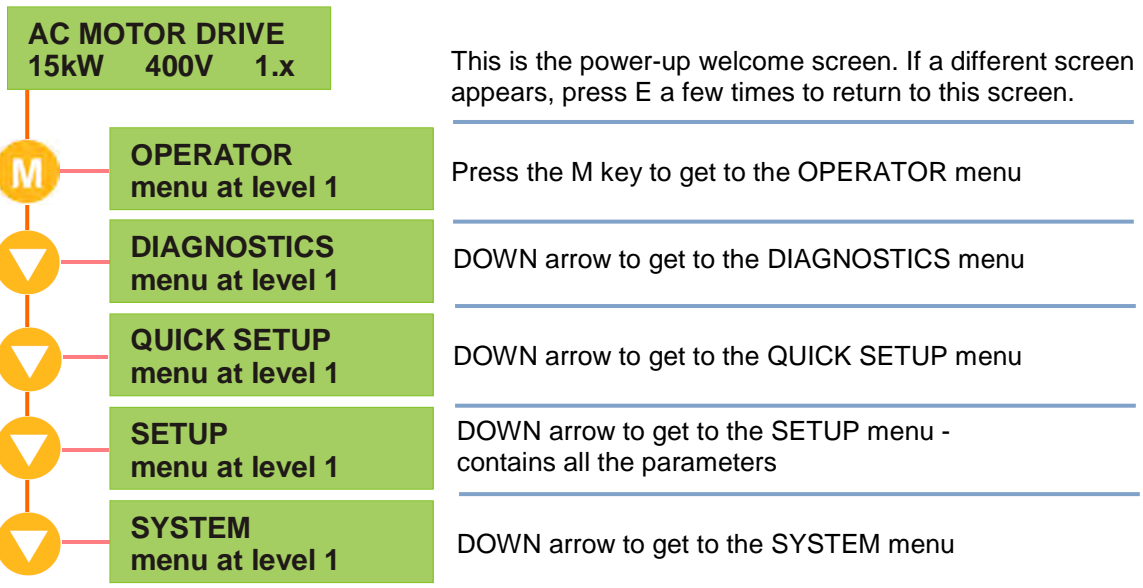 AC MOTOR DRIVE
15kW 400V 1.x
This is the power-up welcome screen. If a different screen
appears, press E a few times to return to this screen.
M
OPERATOR
menu at level 1
Press the M key to get to the OPERATOR menu
DIAGNOSTICS
menu at level 1
DOWN arrow to get to the DIAGNOSTICS menu
QUICK SETUP
menu at level 1
DOWN arrow to get to the QUICK SETUP menu
SETUP
menu at level 1
DOWN arrow to get to the SETUP menu -
contains all the parameters
SYSTEM
menu at level 1
DOWN arrow to get to the SYSTEM menu